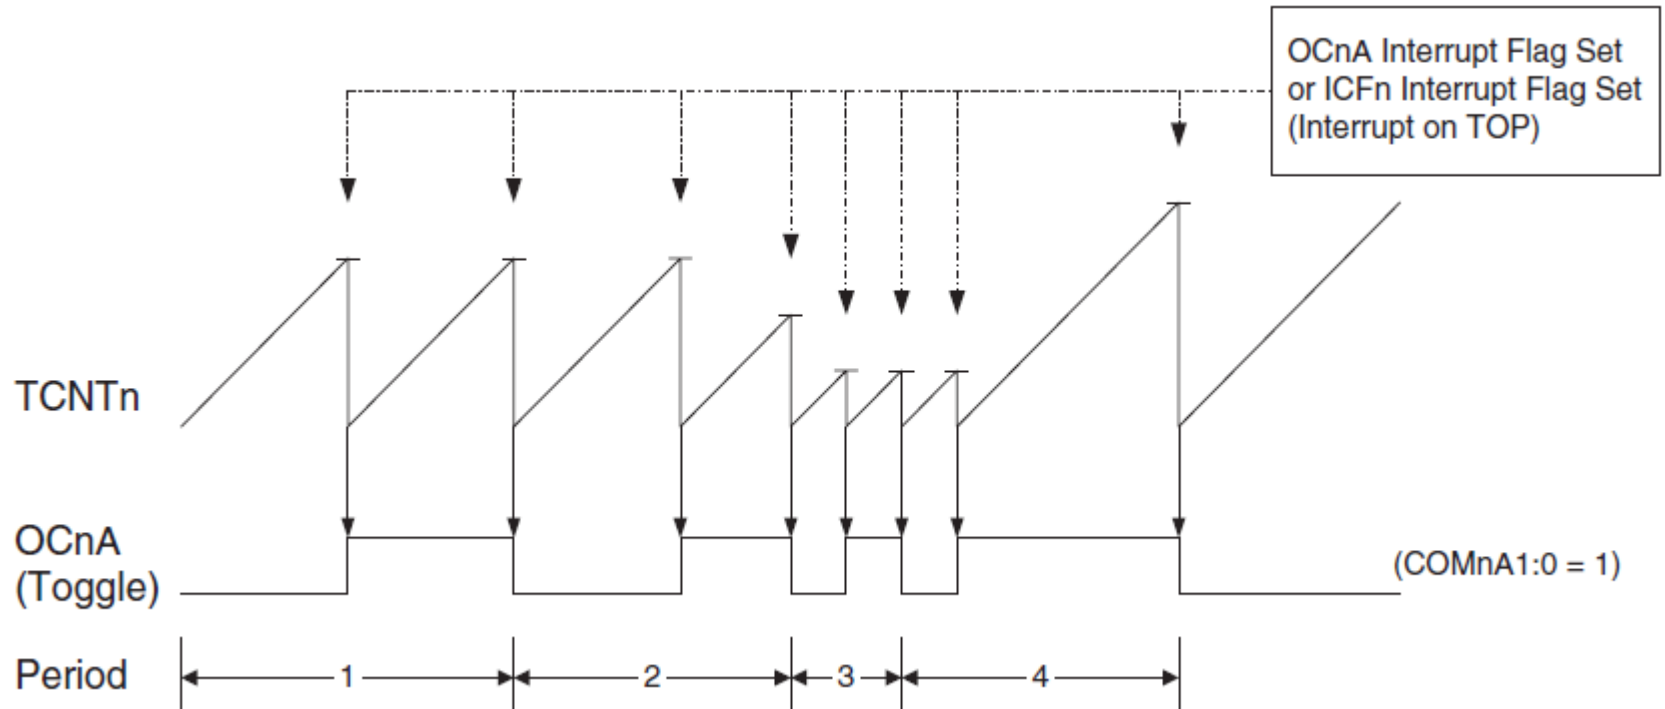 OCnA Interrupt Flag Set
or ICFn Interrupt Flag Set
(Interrupt on TOP)
TCNTn
OCnA
(Toggle)
(COMnA1:0 = 1)
Period
1
2
3
4